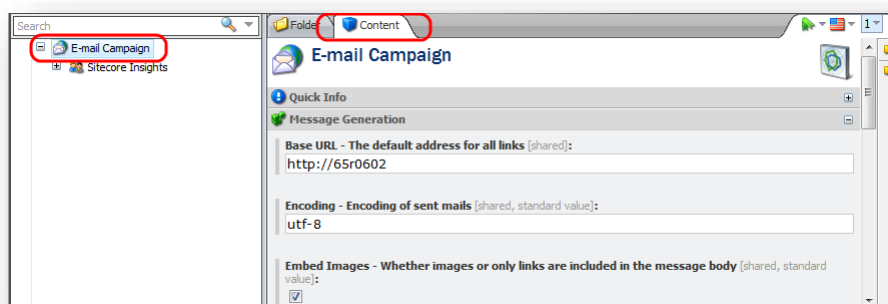 Search
E-mail Campaign
Sitecore Insights
Folder
Content
1
E-mail Campaign
Quick Info
Message Generation
Base URL - The default address for all links [shared]:
http://65r0602
Encoding - Encoding of sent mails [shared, standard value]:
utf-8
Embed Images - Whether images or only links are included in the message body [shared, standard
value]: